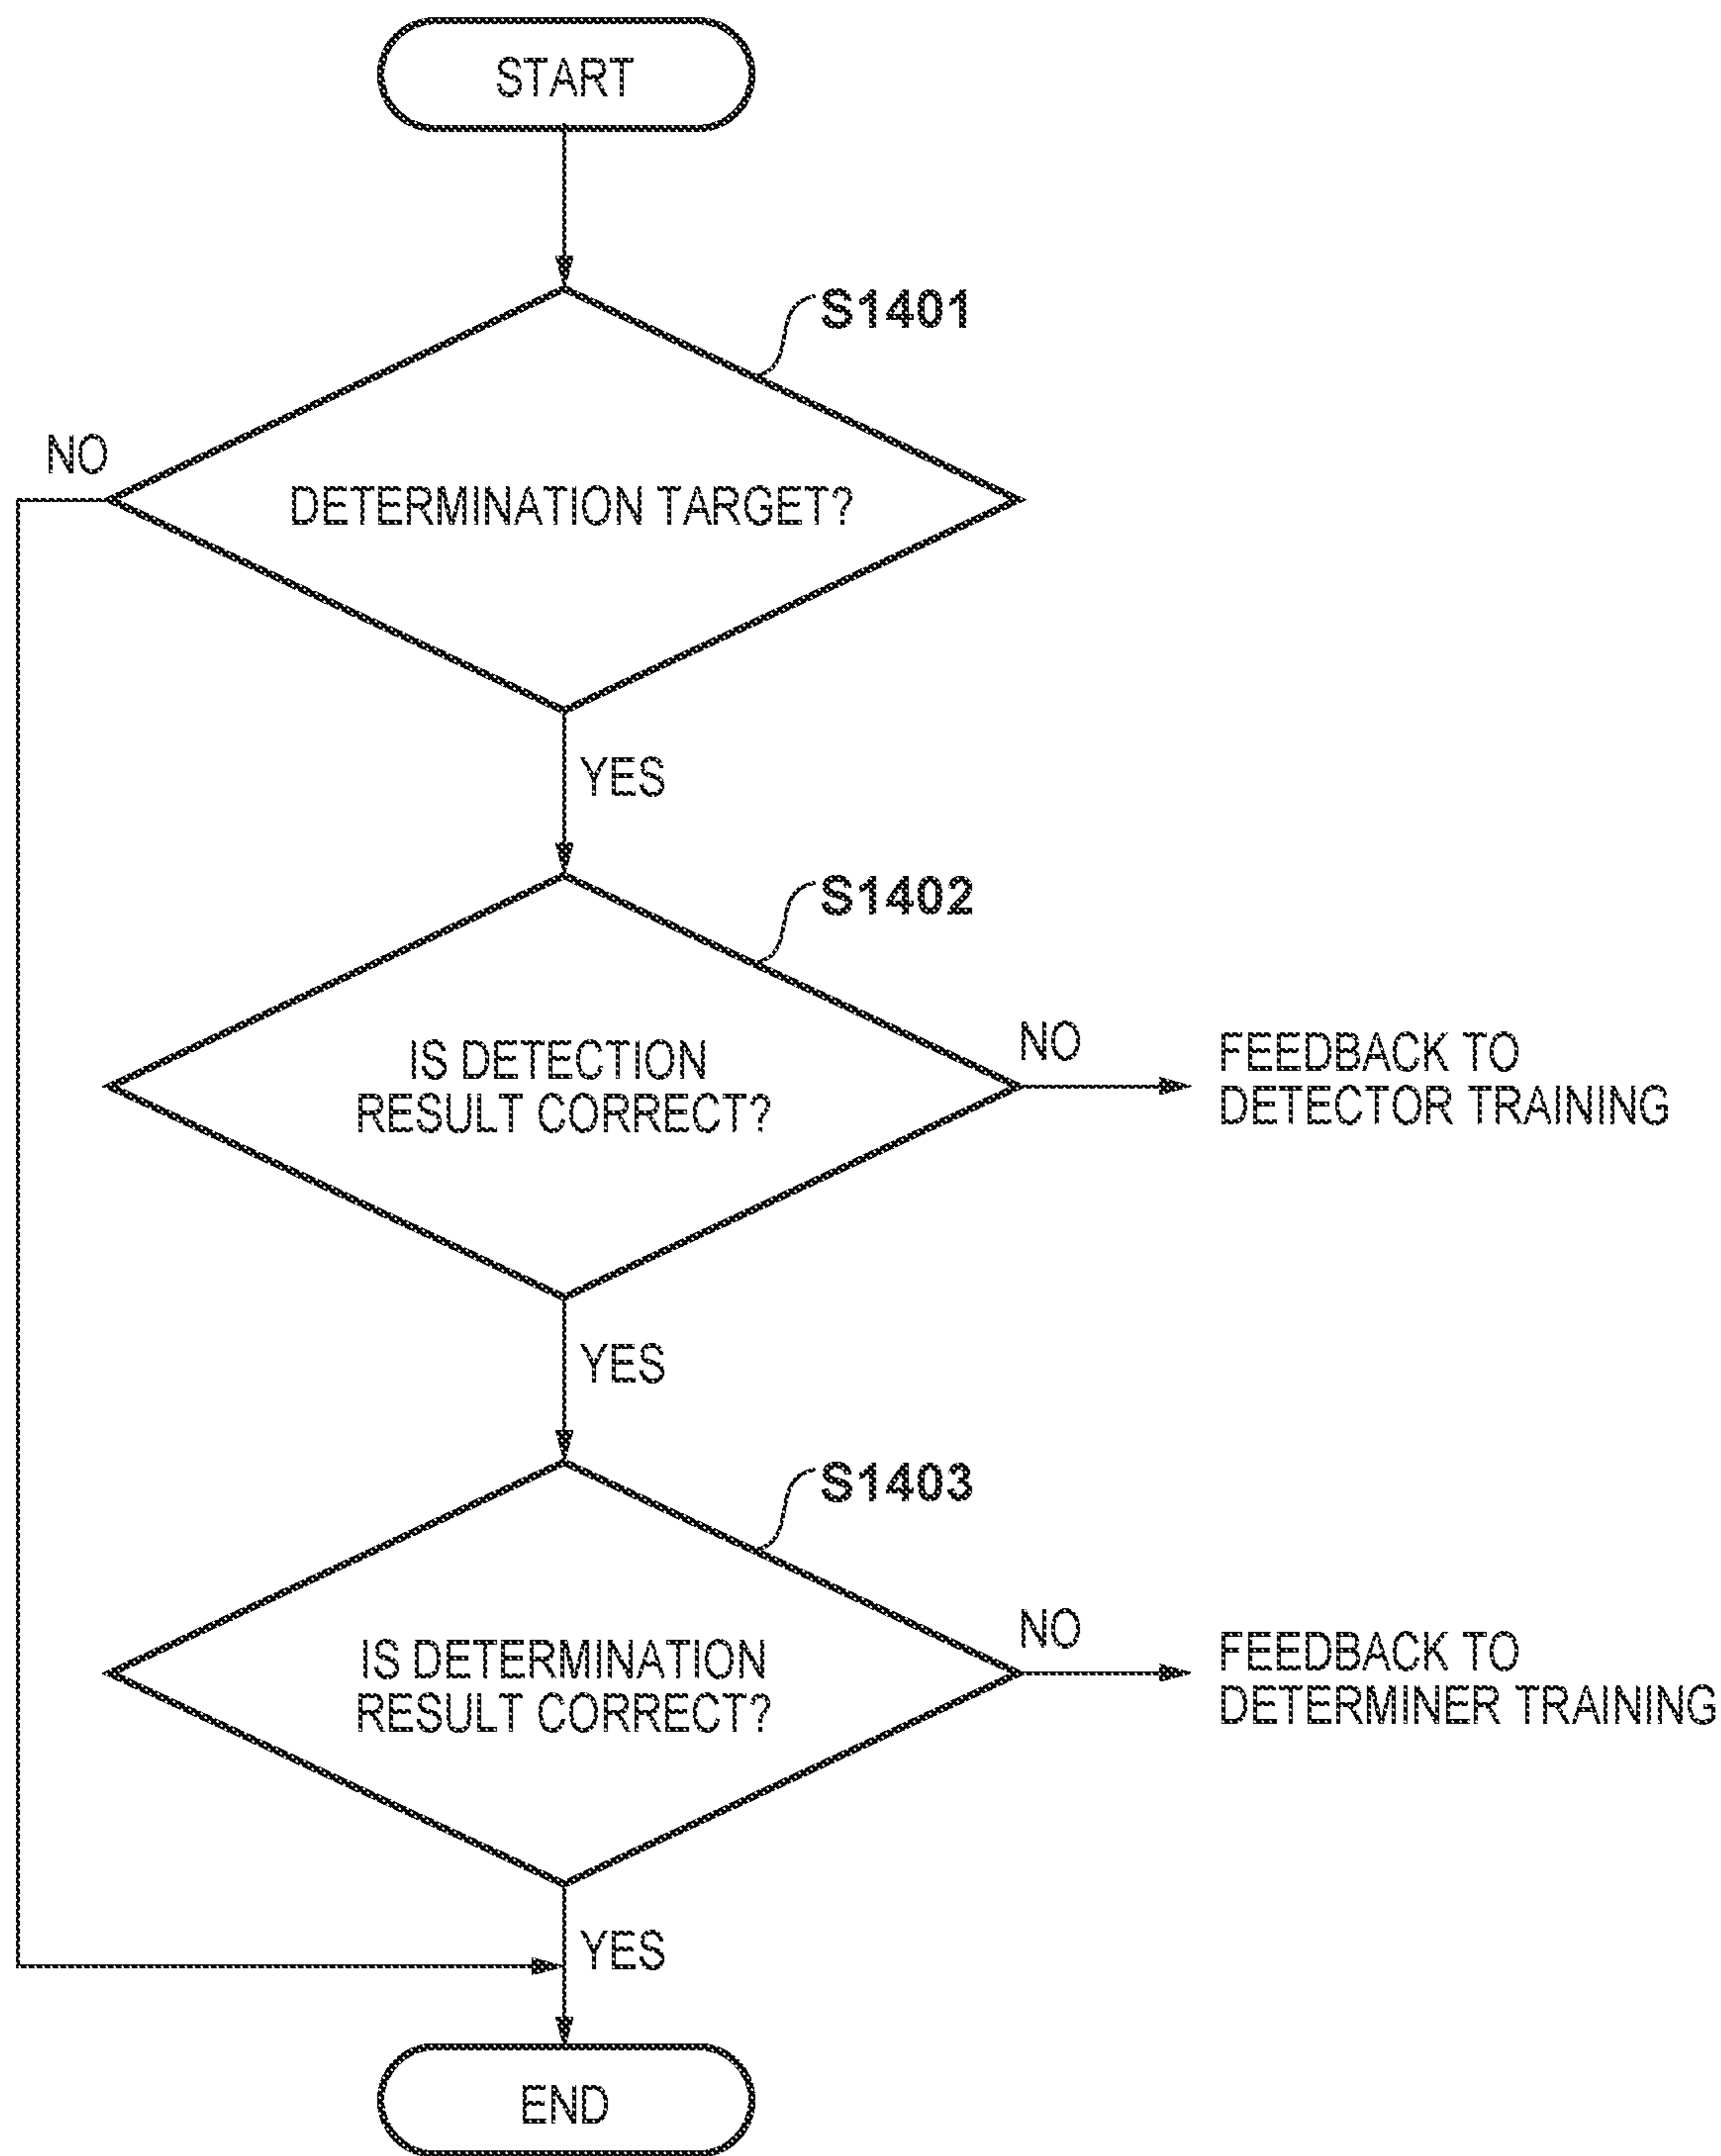 START
S1401
NO
DETERMINATION TARGET?
YES
S1402
IS DETECTION
RESULT CORRECT?
NO
FEEDBACK TO
DETECTOR TRAINING
YES
S1403
IS DETERMINATION
RESULT CORRECT?
NO
FEEDBACK TO
DETERMINER TRAINING
YES
END